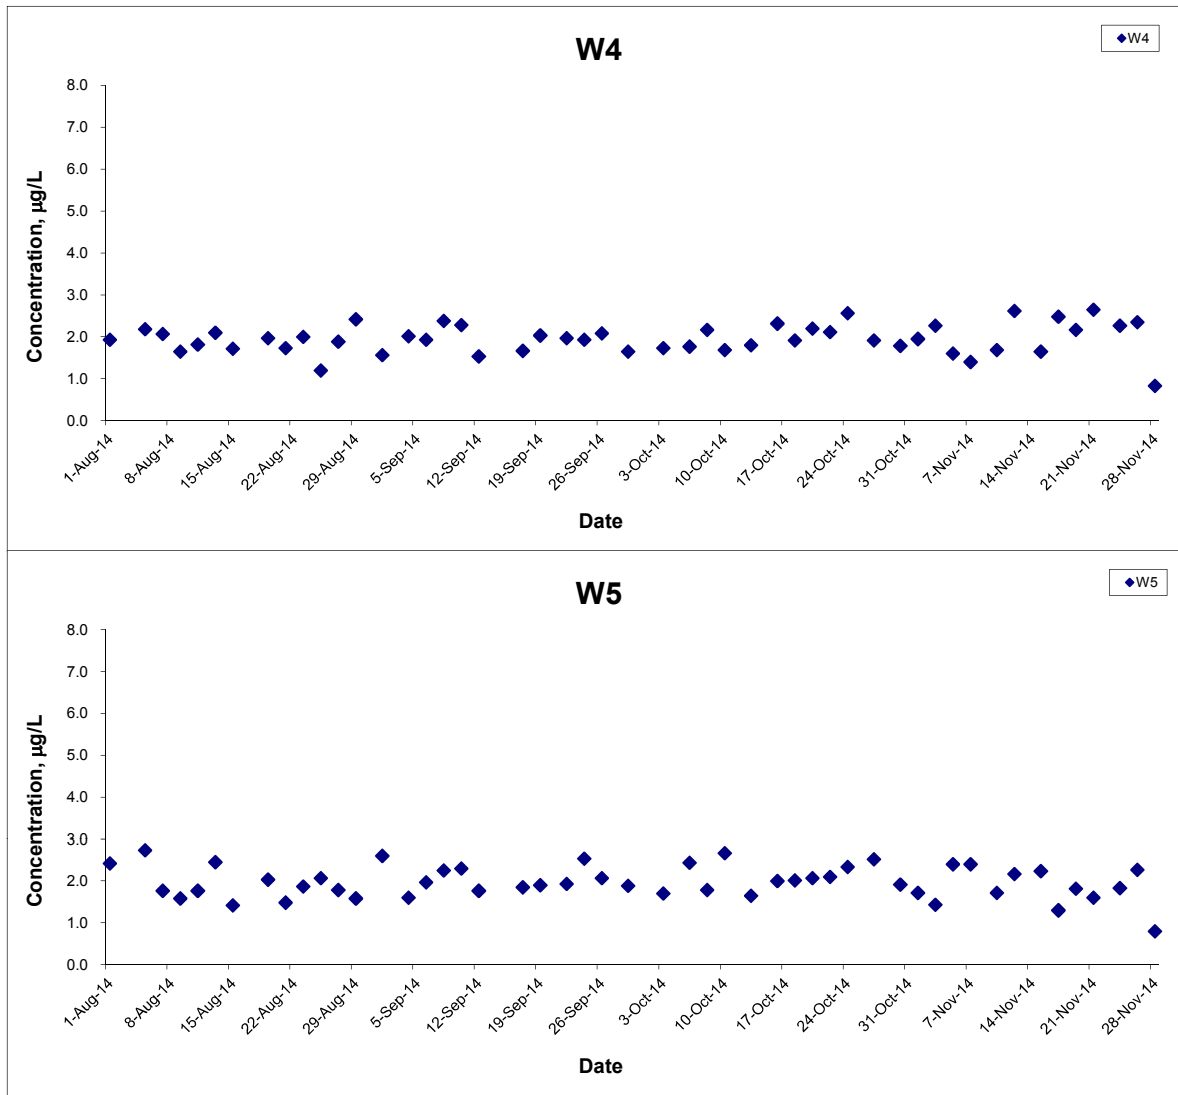 W4
W4
8.0
7.0
6.0
5.0
4.0
3.0
2.0
1.0
0.0
Concentration, µg/L
1-Aug-14
8-Aug-14
15-Aug-14
22-Aug-14
29-Aug-14
5-Sep-14
12-Sep-14
19-Sep-14
26-Sep-14
3-Oct-14
10-Oct-14
17-Oct-14
24-Oct-14
31-Oct-14
7-Nov-14
14-Nov-14
21-Nov-14
28-Nov-14
Date
W5
W5
8.0
7.0
6.0
5.0
4.0
3.0
2.0
1.0
0.0
Concentration, µg/L
1-Aug-14
8-Aug-14
15-Aug-14
22-Aug-14
29-Aug-14
5-Sep-14
12-Sep-14
19-Sep-14
26-Sep-14
3-Oct-14
10-Oct-14
17-Oct-14
24-Oct-14
31-Oct-14
7-Nov-14
14-Nov-14
21-Nov-14
28-Nov-14
Date